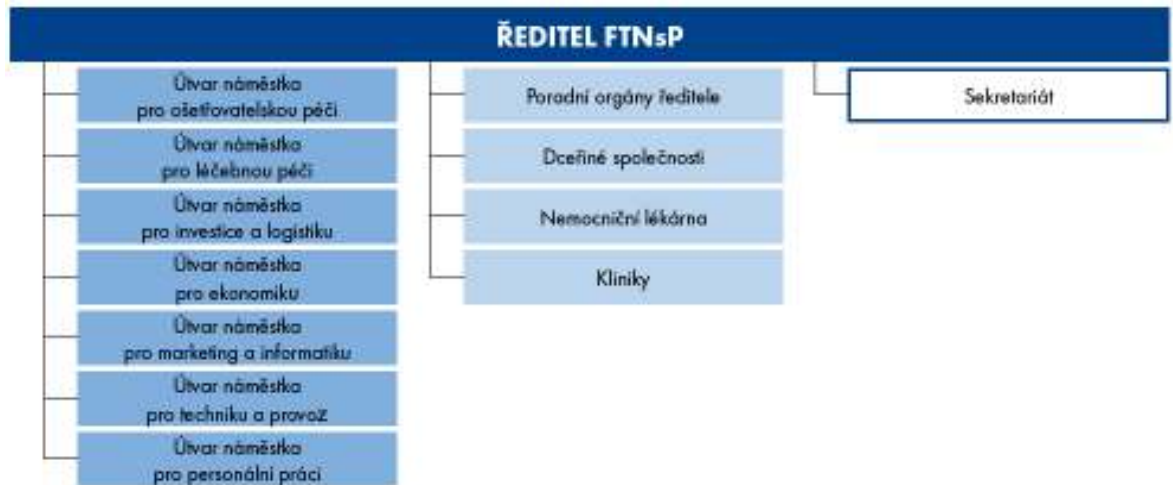 ŘEDITEL FTNsP
Útvar náměstka
pro ošetřovatelskou péči
Útvar náměstka
pro léčebnou péči
Útvar náměstka
pro investice a logistiku
Útvar náměstka
pro ekonomiku
Útvar náměstka
pro marketing a informatiku
Útvar náměstka
pro techniku a provoz
Útvar náměstka
pro personální práci
Poradní orgány ředitele
Dceřiné společnosti
Nemocniční lékárna
Kliniky
Sekretariát